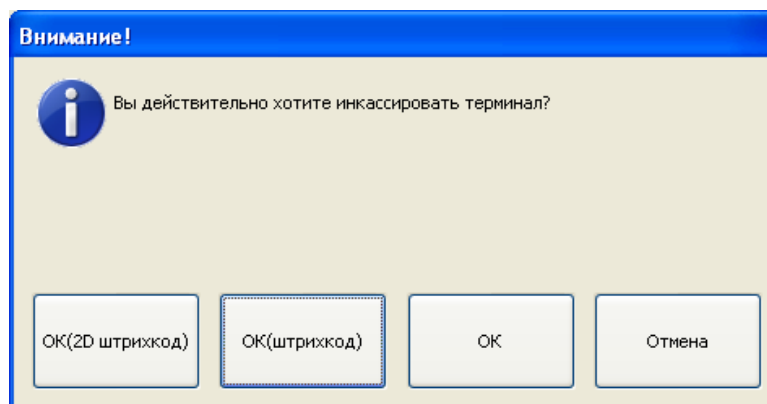 Внимание!
Вы действительно хотите инкассировать терминал?
ОК(2D штрихкод) ОК(штрихкод) ОК Отмена